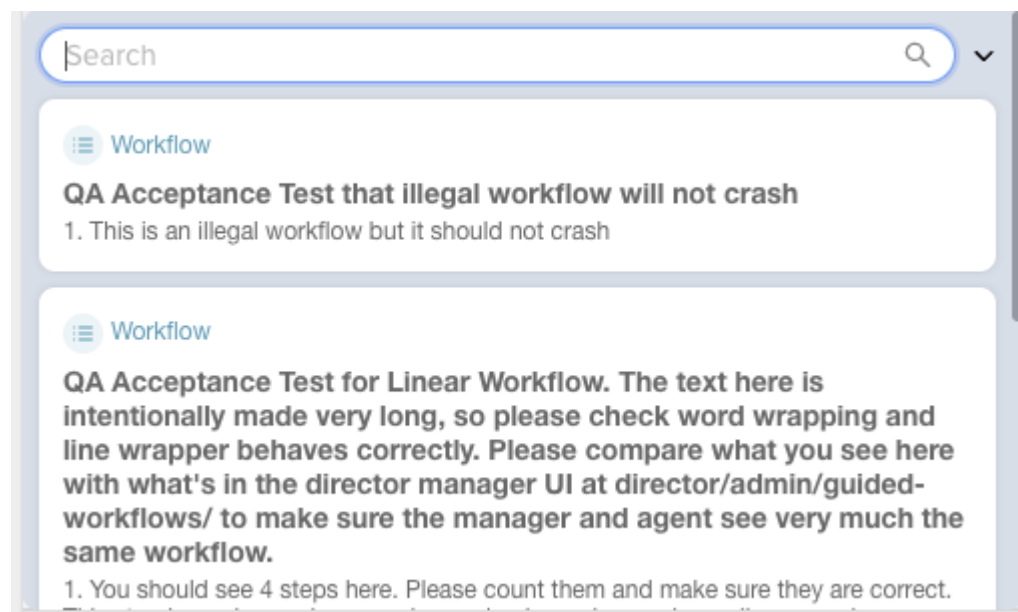 Search
Workflow
QA Acceptance Test that illegal workflow will not crash
1. This is an illegal workflow but it should not crash
Workflow
QA Acceptance Test for Linear Workflow. The text here is
intentionally made very long, so please check word wrapping and
line wrapper behaves correctly. Please compare what you see here
with what's in the director manager UI at director/admin/guided-
workflows/ to make sure the manager and agent see very much the
same workflow.
1. You should see 4 steps here. Please count them and make sure they are correct.